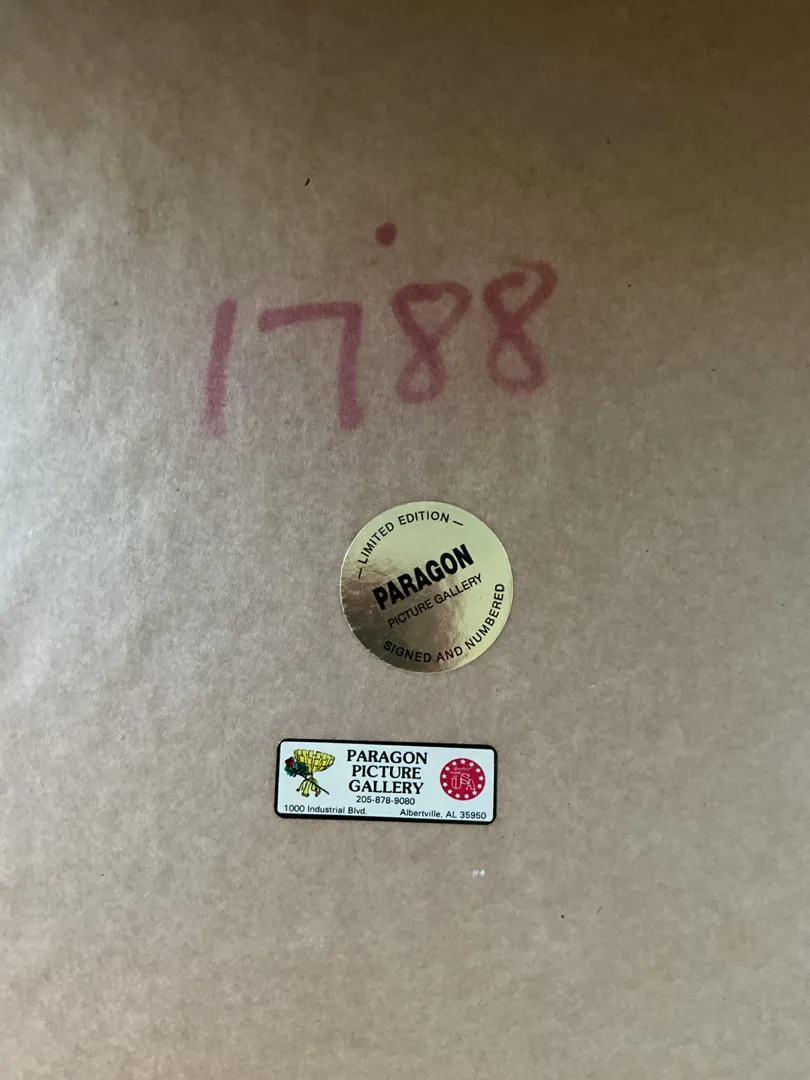 1788
— LIMITED EDITION —
PARAGON
PICTURE GALLERY
SIGNED AND NUMBERED
PARAGON
PICTURE
GALLERY
205-878-9080
1000 Industrial Blvd. Albertville, AL 35950
USA